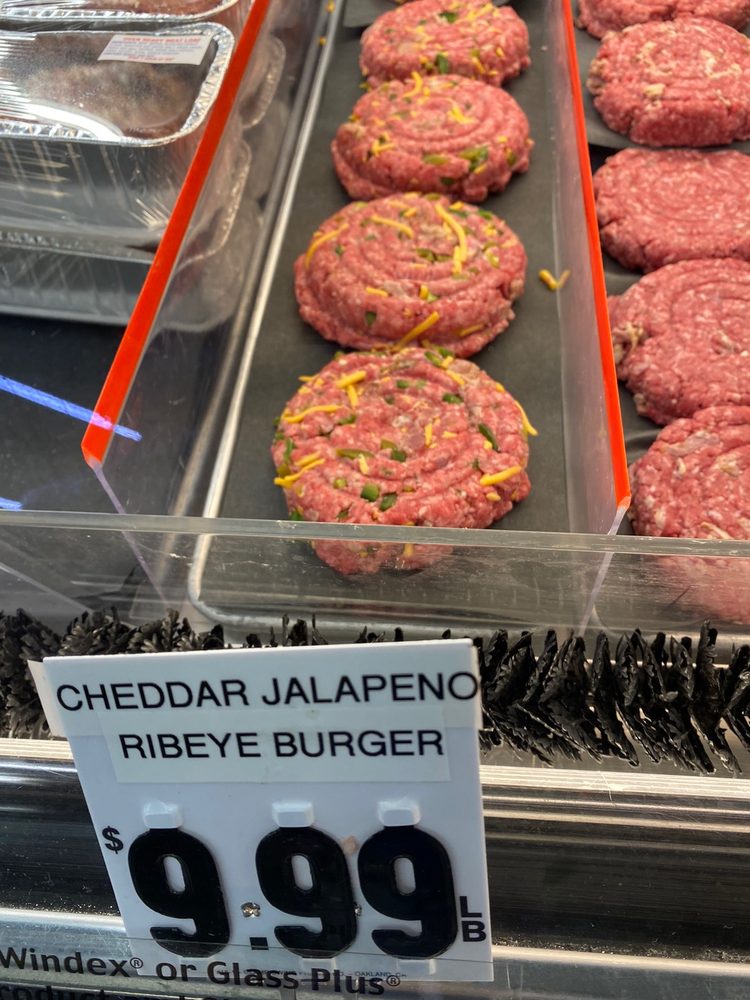 CHEDDAR JALAPENO
RIBEYE BURGER
$ 9.99 LB
Windex® or Glass Plus®